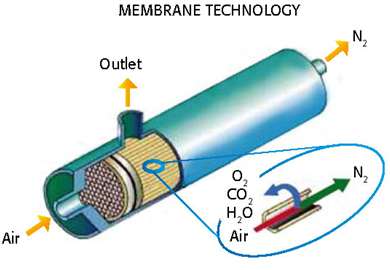 MEMBRANE TECHNOLOGY
N₂
Outlet
O₂
CO₂
H₂O
Air
N₂
Air